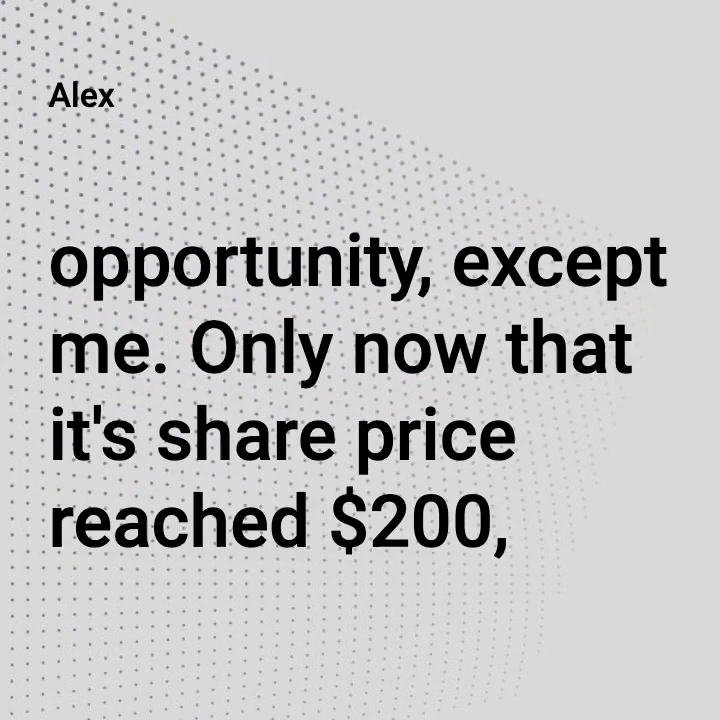 Alex
opportunity, except
me. Only now that
it's share price
reached $200,